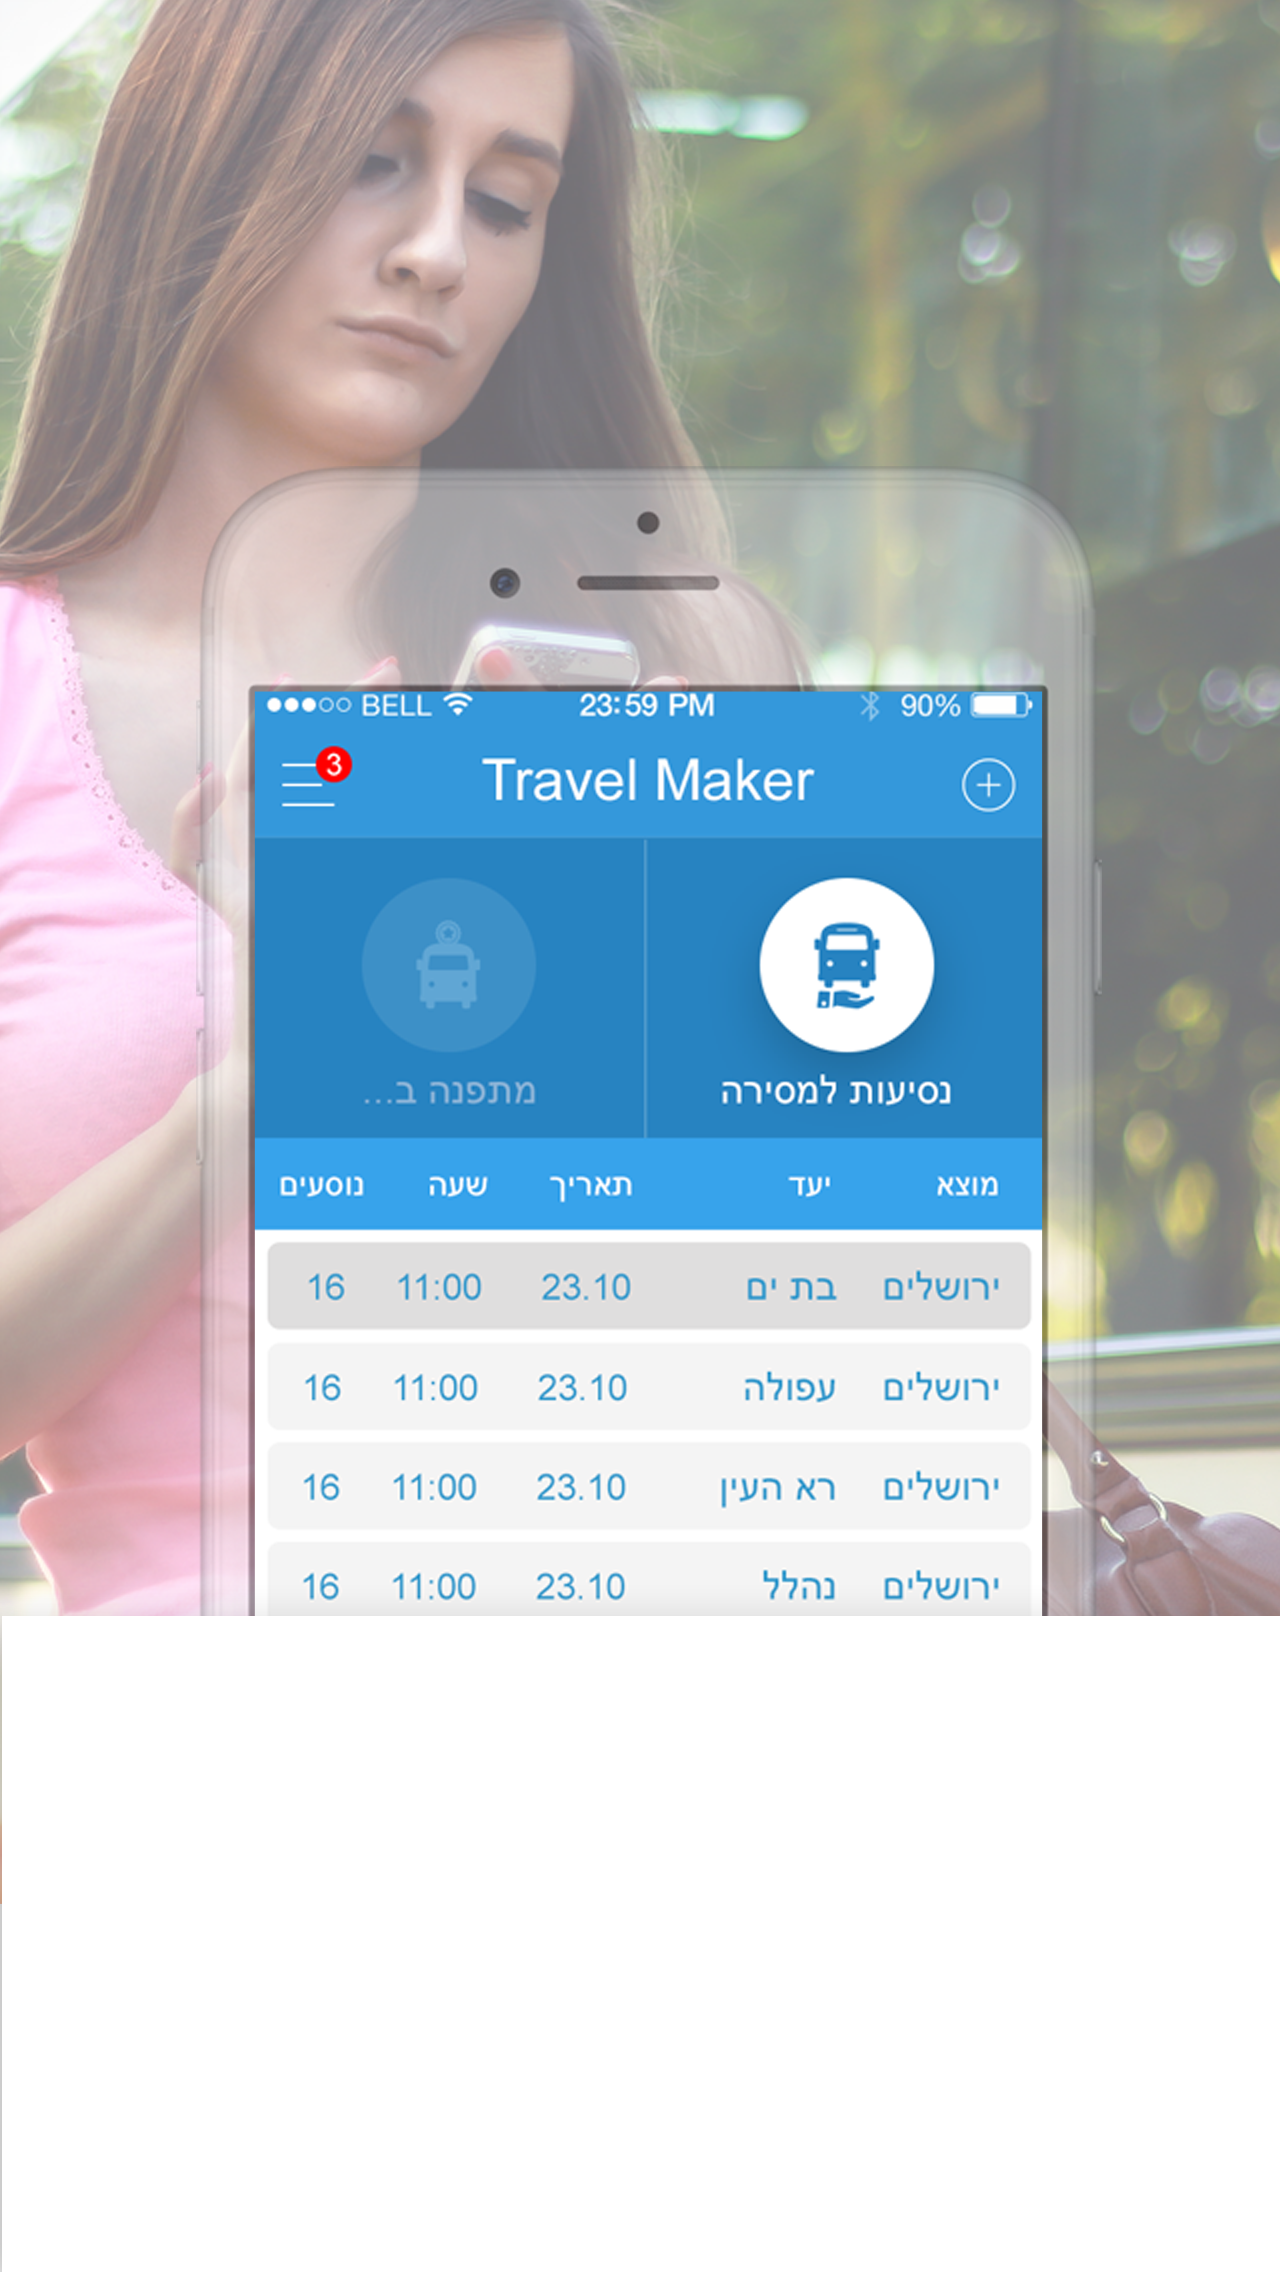 BELL 23:59 PM 90%
3 Travel Maker
נסיעות למסירה
מתפנה ב...
מוצא יעד תאריך שעה נוסעים
ירושלים בת ים 23.10 11:00 16
ירושלים עפולה 23.10 11:00 16
ירושלים רא העין 23.10 11:00 16
ירושלים נהלל 23.10 11:00 16